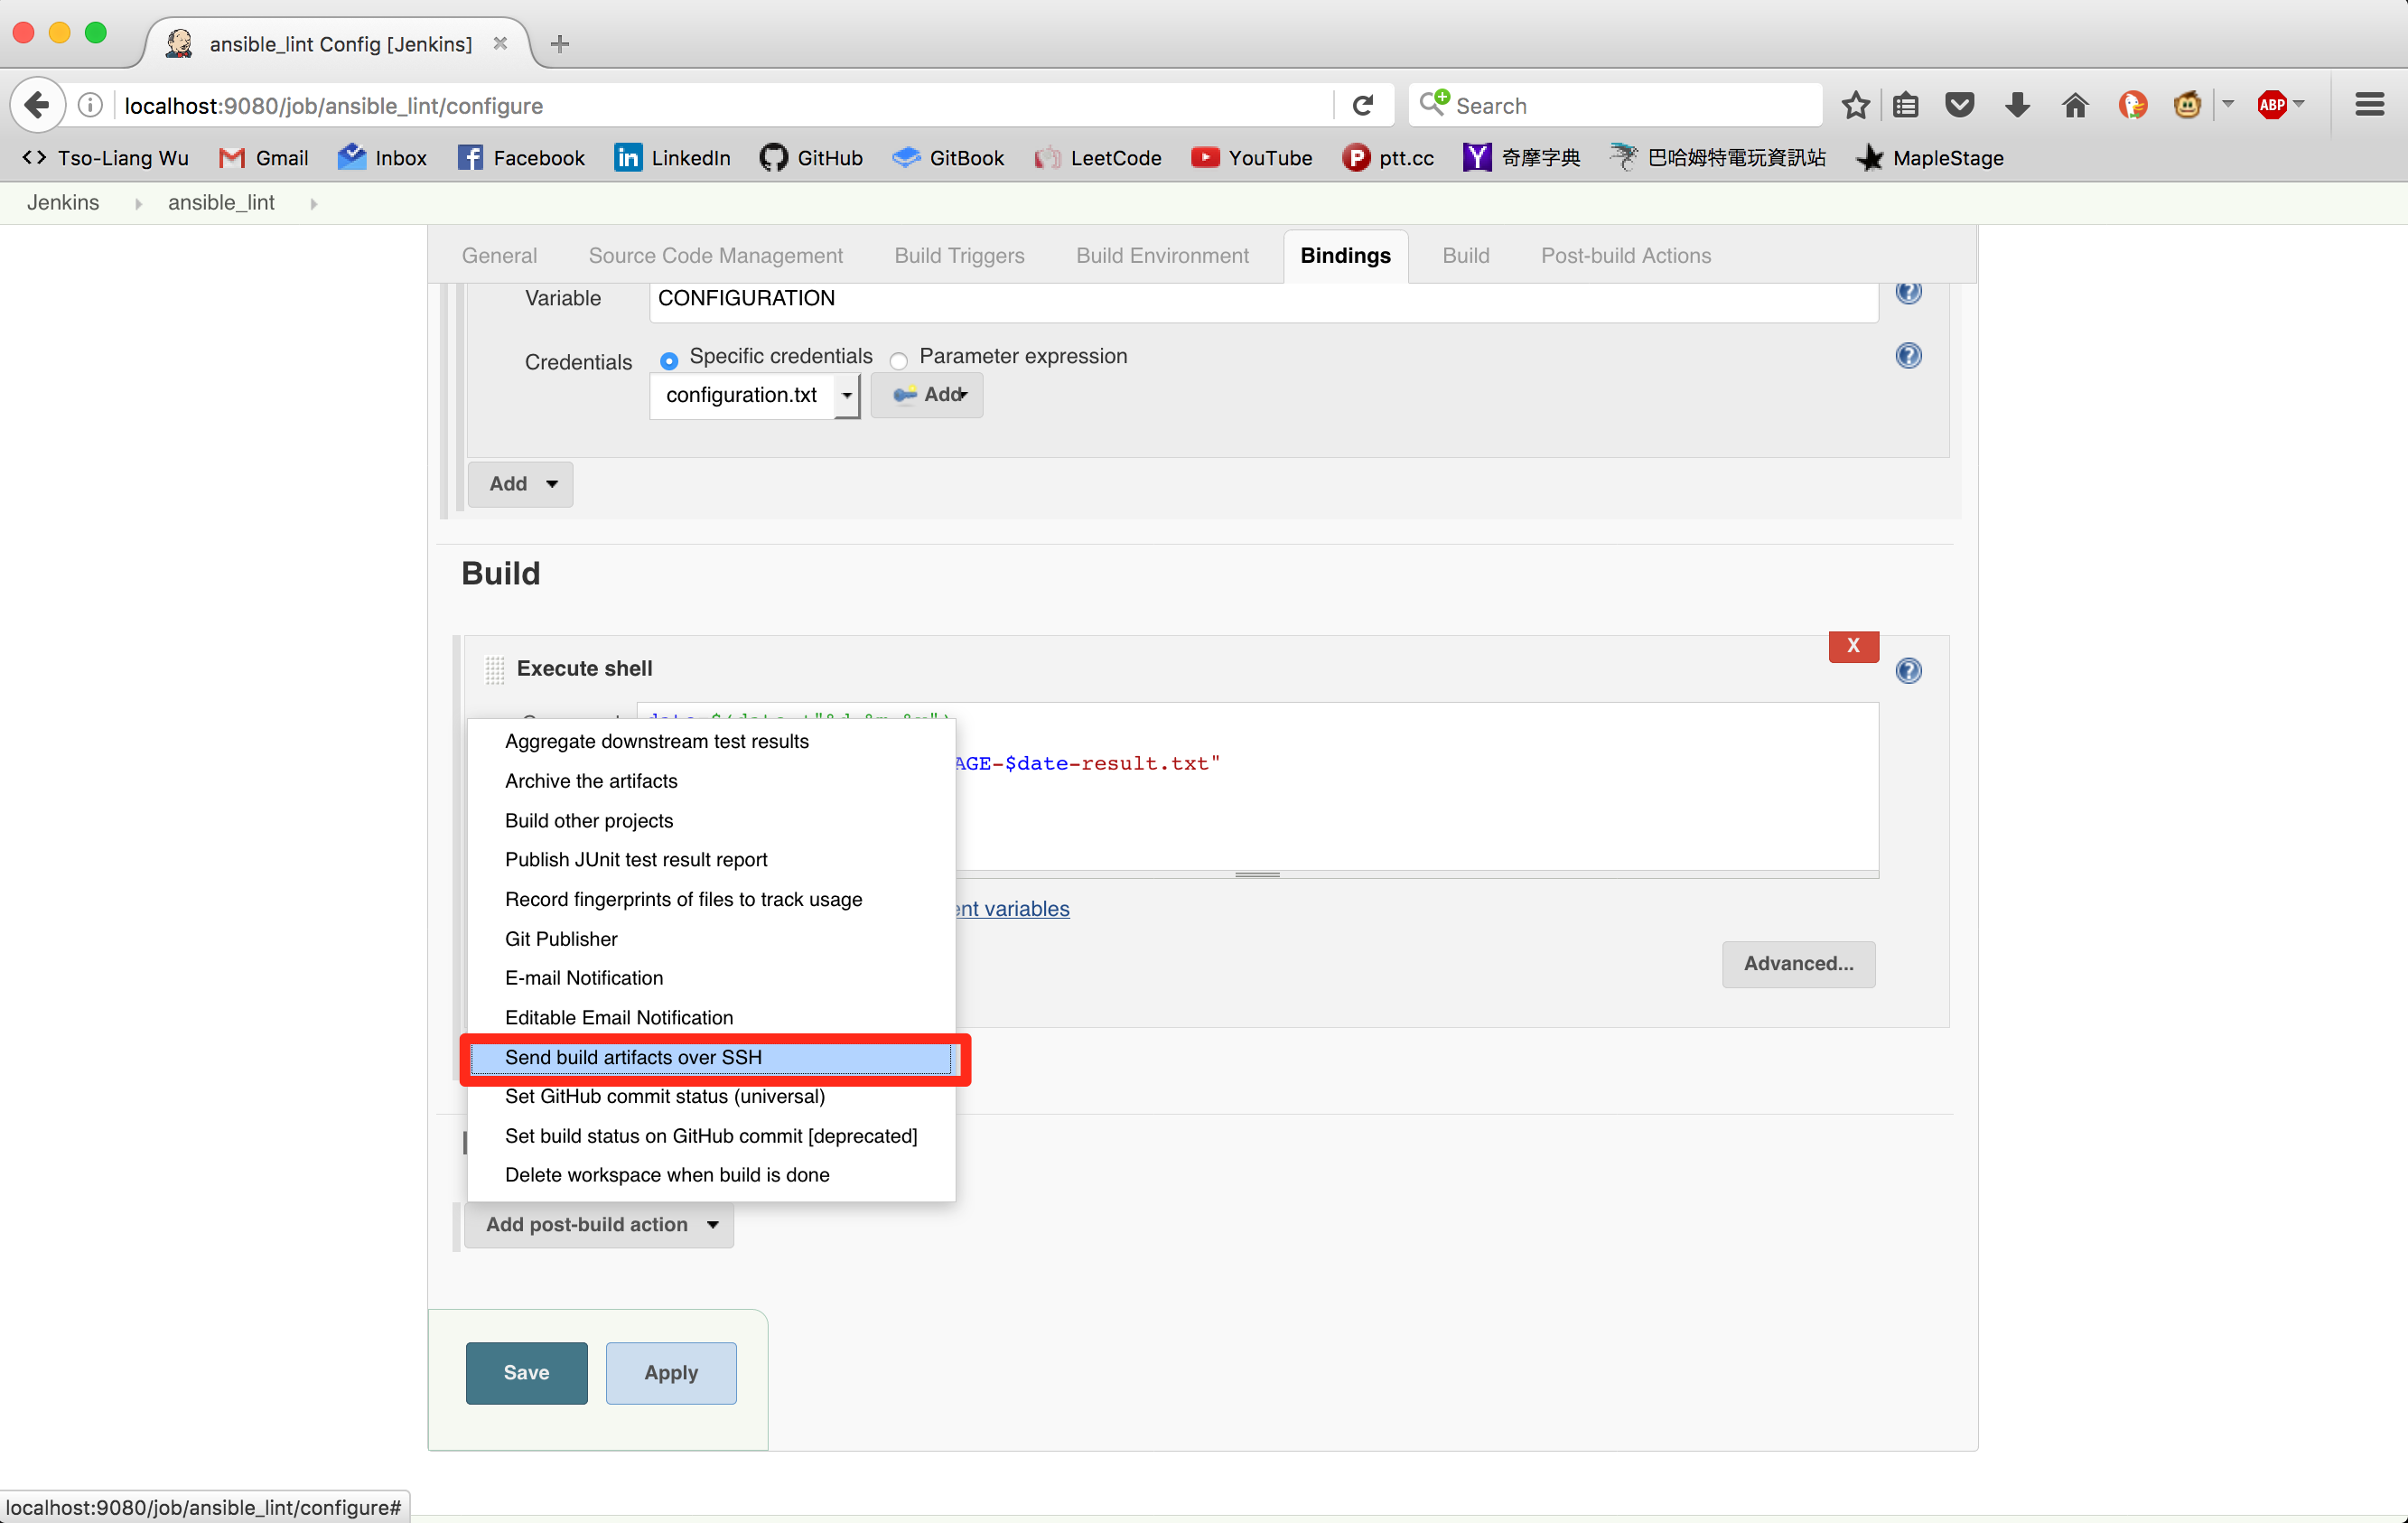 ansible_lint Config [Jenkins]
localhost:9080/job/ansible_lint/configure
Search
ABP
Tso-Liang Wu Gmail Inbox Facebook LinkedIn GitHub GitBook LeetCode YouTube ptt.cc 奇摩字典 巴哈姆特電玩資訊站 MapleStage
Jenkins ansible_lint
General Source Code Management Build Triggers Build Environment Bindings Build Post-build Actions
Variable CONFIGURATION
Credentials Specific credentials Parameter expression
configuration.txt Add
Add
Build
X
Execute shell
AGE-$date-result.txt"
Aggregate downstream test results
Archive the artifacts
Build other projects
Publish JUnit test result report
Record fingerprints of files to track usage
ent variables
Git Publisher
Advanced...
E-mail Notification
Editable Email Notification
Send build artifacts over SSH
Set GitHub commit status (universal)
Set build status on GitHub commit [deprecated]
Delete workspace when build is done
Add post-build action
Save Apply
localhost:9080/job/ansible_lint/configure#